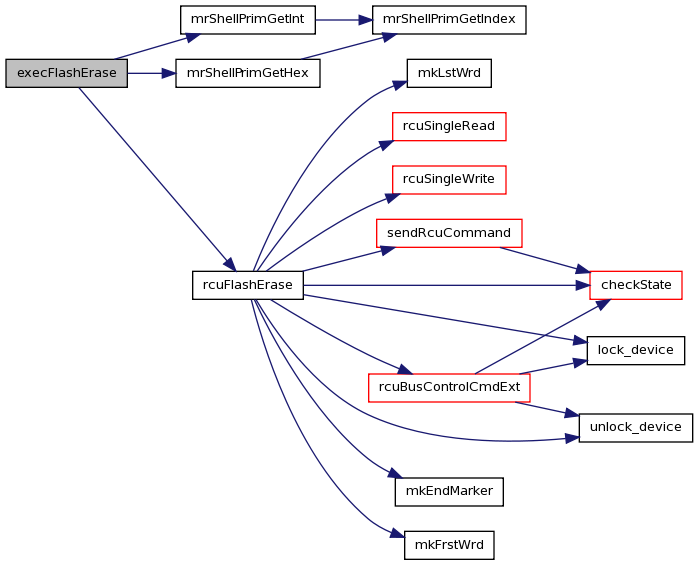 mrShellPrimGetInt
mrShellPrimGetIndex
execFlashErase
mrShellPrimGetHex
mkLstWrd
rcuSingleRead
rcuSingleWrite
sendRcuCommand
rcuFlashErase
checkState
lock_device
rcuBusControlCmdExt
unlock_device
mkEndMarker
mkFrstWrd